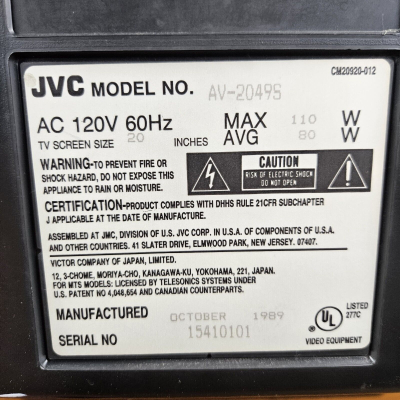 CM20920-012
JVC MODEL NO. AV-2049S
AC 120V 60Hz MAX 110 W
TV SCREEN SIZE 20 INCHES AVG 80 W
WARNING-TO PREVENT FIRE OR
SHOCK HAZARD, DO NOT EXPOSE THIS
APPLIANCE TO RAIN OR MOISTURE.
CAUTION
RISK OF ELECTRIC SHOCK
DO NOT OPEN
CERTIFICATION-PRODUCT COMPLIES WITH DHHS RULE 21CFR SUBCHAPTER
J APPLICABLE AT THE DATE OF MANUFACTURE.
ASSEMBLED AT JMC, DIVISION OF U.S. JVC CORP. IN U.S.A. OF COMPONENTS OF U.S.A.
AND OTHER COUNTRIES. 41 SLATER DRIVE, ELMWOOD PARK, NEW JERSEY. 07407.
VICTOR COMPANY OF JAPAN, LIMITED.
12, 3-CHOME, MORIYA-CHO, KANAGAWA-KU, YOKOHAMA, 221, JAPAN.
FOR MTS MODELS: LICENSED BY TELESONICS SYSTEMS UNDER
U.S. PATENT NO 4,048,654 AND CANADIAN COUNTERPARTS.
MANUFACTURED OCTOBER 1989
SERIAL NO 15410101
UL
LISTED
277C
VIDEO EQUIPMENT